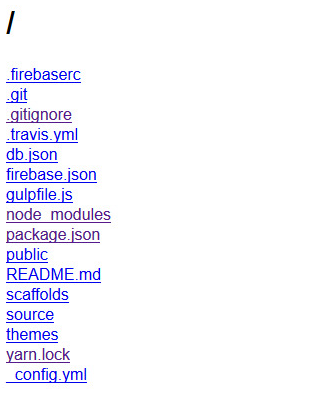 /
.firebaserc
.git
.gitignore
.travis.yml
db.json
firebase.json
gulpfile.js
node_modules
package.json
public
README.md
scaffolds
source
themes
yarn.lock
_config.yml